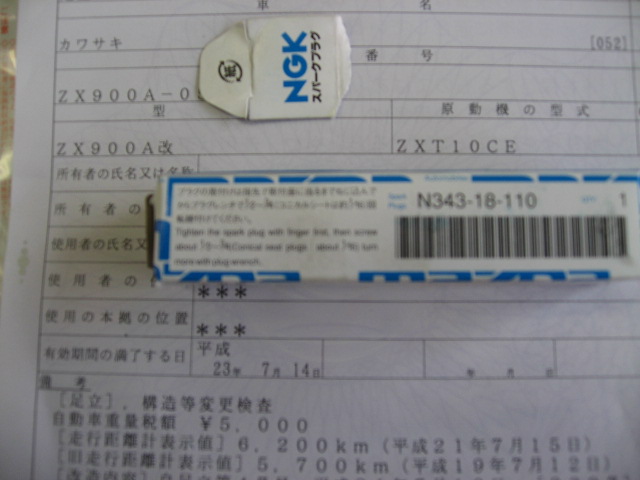 車 名
カワサキ
[052]
NGK
スパークプラグ
紙
番 号
ZX900A-0
型
原動機の型式
ZX900A改
ZXT10CE
所有者の氏名又は名称
所有者の
使用者の氏名又
使用者の
N343-18-110
1
Tighten the spark plug with finger first, then screw
more with plug wrench.
***
使用の本拠の位置
***
有効期間の満了する日
平成
23年 7月 14日
年 月 日
備考
[足立], 構造等変更検査
自動車重量税額 ¥5,000
[走行距離計表示値] 6,200km (平成21年7月15日)
[旧走行距離計表示値] 5,700km (平成19年7月12日)